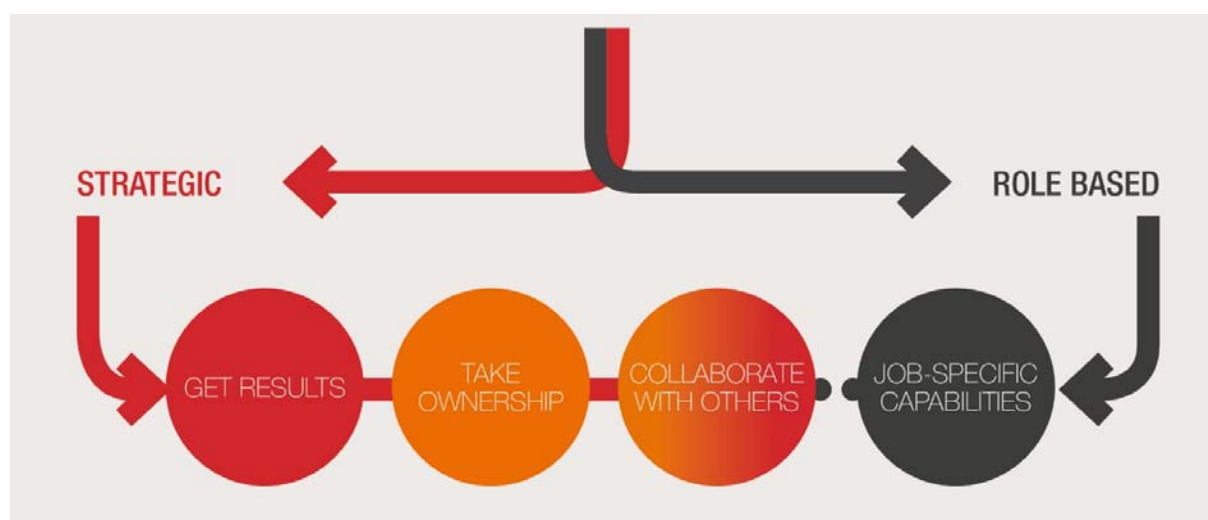 STRATEGIC
ROLE BASED
GET RESULTS
TAKE
OWNERSHIP
COLLABORATE
WITH OTHERS
JOB-SPECIFIC
CAPABILITIES